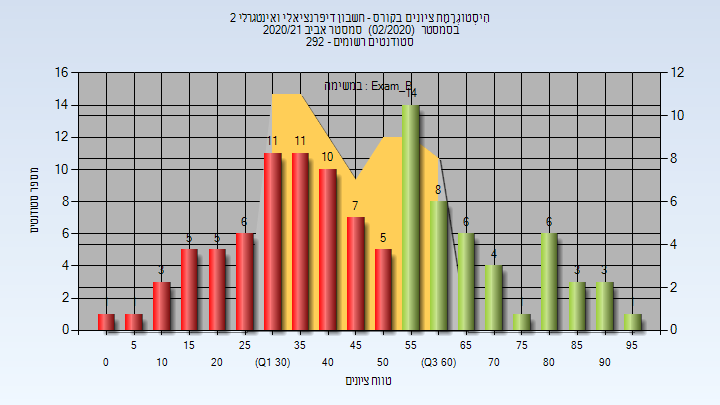 היסטוגרמת ציונים בקורס - חשבון דיפרנציאלי ואינטגרלי 2
בסמסטר (02/2020) סמסטר אביב 2020/21
סטודנטים רשומים - 292
במשימה : Exam_B
מספר סטודנטים
16 14 12 10 8 6 4 2 0
12 10 8 6 4 2 0
3 5 5 6 11 11 10 7 5 14 8 6 4 6 3 3
5 15 25 35 45 55 65 75 85 95
0 10 20 (Q1 30) 40 50 (Q3 60) 70 80 90
טווח ציונים